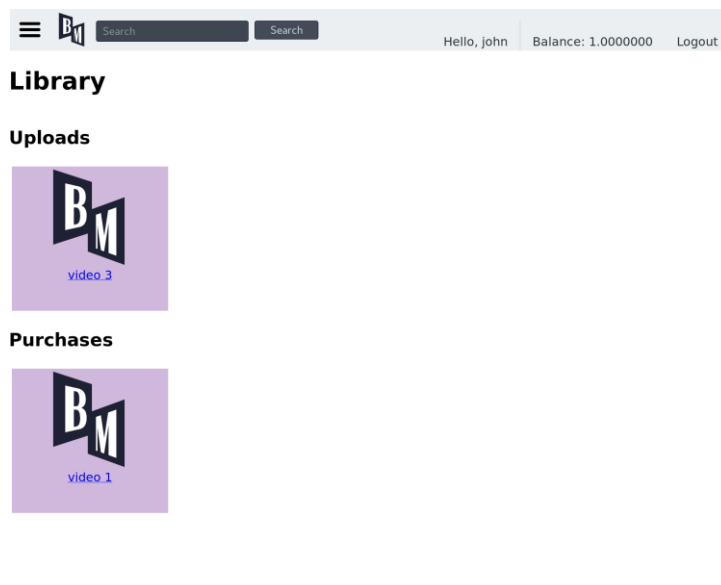 BM Search Search Hello, john Balance: 1.0000000 Logout
Library
Uploads
BM
video 3
Purchases
BM
video 1